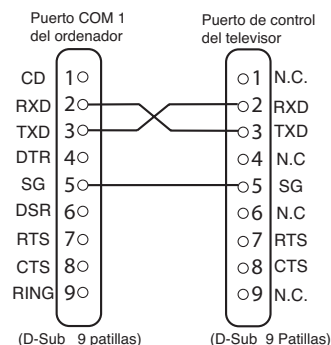 Puerto COM 1
del ordenador
Puerto de control
del televisor
CD 1 1 N.C.
RXD 2 2 RXD
TXD 3 3 TXD
DTR 4 4 N.C
SG 5 5 SG
DSR 6 6 N.C
RTS 7 7 RTS
CTS 8 8 CTS
RING 9 9 N.C.
(D-Sub 9 patillas) (D-Sub 9 Patillas)